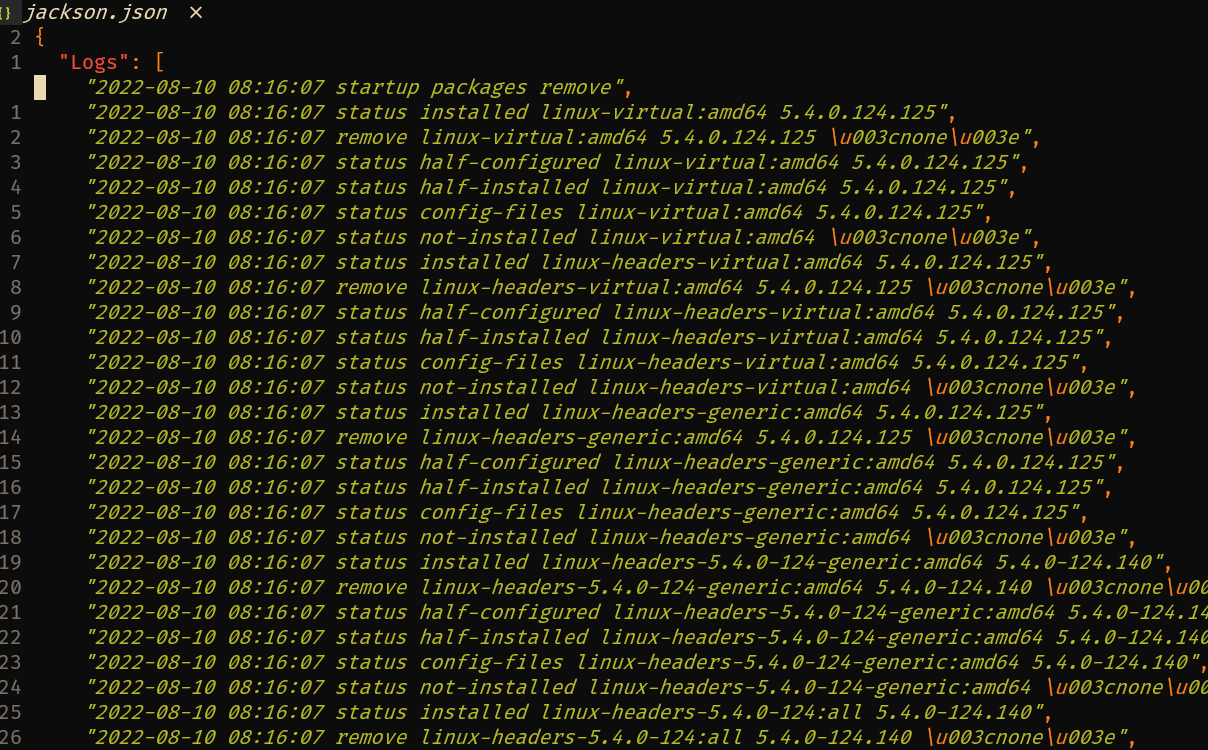 {} jackson.json ×
2 {
1 "Logs": [
"2022-08-10 08:16:07 startup packages remove",
1 "2022-08-10 08:16:07 status installed linux-virtual:amd64 5.4.0.124.125",
2 "2022-08-10 08:16:07 remove linux-virtual:amd64 5.4.0.124.125 \u003cnone\u003e",
3 "2022-08-10 08:16:07 status half-configured linux-virtual:amd64 5.4.0.124.125",
4 "2022-08-10 08:16:07 status half-installed linux-virtual:amd64 5.4.0.124.125",
5 "2022-08-10 08:16:07 status config-files linux-virtual:amd64 5.4.0.124.125",
6 "2022-08-10 08:16:07 status not-installed linux-virtual:amd64 \u003cnone\u003e",
7 "2022-08-10 08:16:07 status installed linux-headers-virtual:amd64 5.4.0.124.125",
8 "2022-08-10 08:16:07 remove linux-headers-virtual:amd64 5.4.0.124.125 \u003cnone\u003e",
9 "2022-08-10 08:16:07 status half-configured linux-headers-virtual:amd64 5.4.0.124.125",
10 "2022-08-10 08:16:07 status half-installed linux-headers-virtual:amd64 5.4.0.124.125",
11 "2022-08-10 08:16:07 status config-files linux-headers-virtual:amd64 5.4.0.124.125",
12 "2022-08-10 08:16:07 status not-installed linux-headers-virtual:amd64 \u003cnone\u003e",
13 "2022-08-10 08:16:07 status installed linux-headers-generic:amd64 5.4.0.124.125",
14 "2022-08-10 08:16:07 remove linux-headers-generic:amd64 5.4.0.124.125 \u003cnone\u003e",
15 "2022-08-10 08:16:07 status half-configured linux-headers-generic:amd64 5.4.0.124.125",
16 "2022-08-10 08:16:07 status half-installed linux-headers-generic:amd64 5.4.0.124.125",
17 "2022-08-10 08:16:07 status config-files linux-headers-generic:amd64 5.4.0.124.125",
18 "2022-08-10 08:16:07 status not-installed linux-headers-generic:amd64 \u003cnone\u003e",
19 "2022-08-10 08:16:07 status installed linux-headers-5.4.0-124-generic:amd64 5.4.0-124.140",
20 "2022-08-10 08:16:07 remove linux-headers-5.4.0-124-generic:amd64 5.4.0-124.140 \u003cnone\u00
21 "2022-08-10 08:16:07 status half-configured linux-headers-5.4.0-124-generic:amd64 5.4.0-124.14
22 "2022-08-10 08:16:07 status half-installed linux-headers-5.4.0-124-generic:amd64 5.4.0-124.140
23 "2022-08-10 08:16:07 status config-files linux-headers-5.4.0-124-generic:amd64 5.4.0-124.140",
24 "2022-08-10 08:16:07 status not-installed linux-headers-5.4.0-124-generic:amd64 \u003cnone\u00
25 "2022-08-10 08:16:07 status installed linux-headers-5.4.0-124:all 5.4.0-124.140",
26 "2022-08-10 08:16:07 remove linux-headers-5.4.0-124:all 5.4.0-124.140 \u003cnone\u003e",